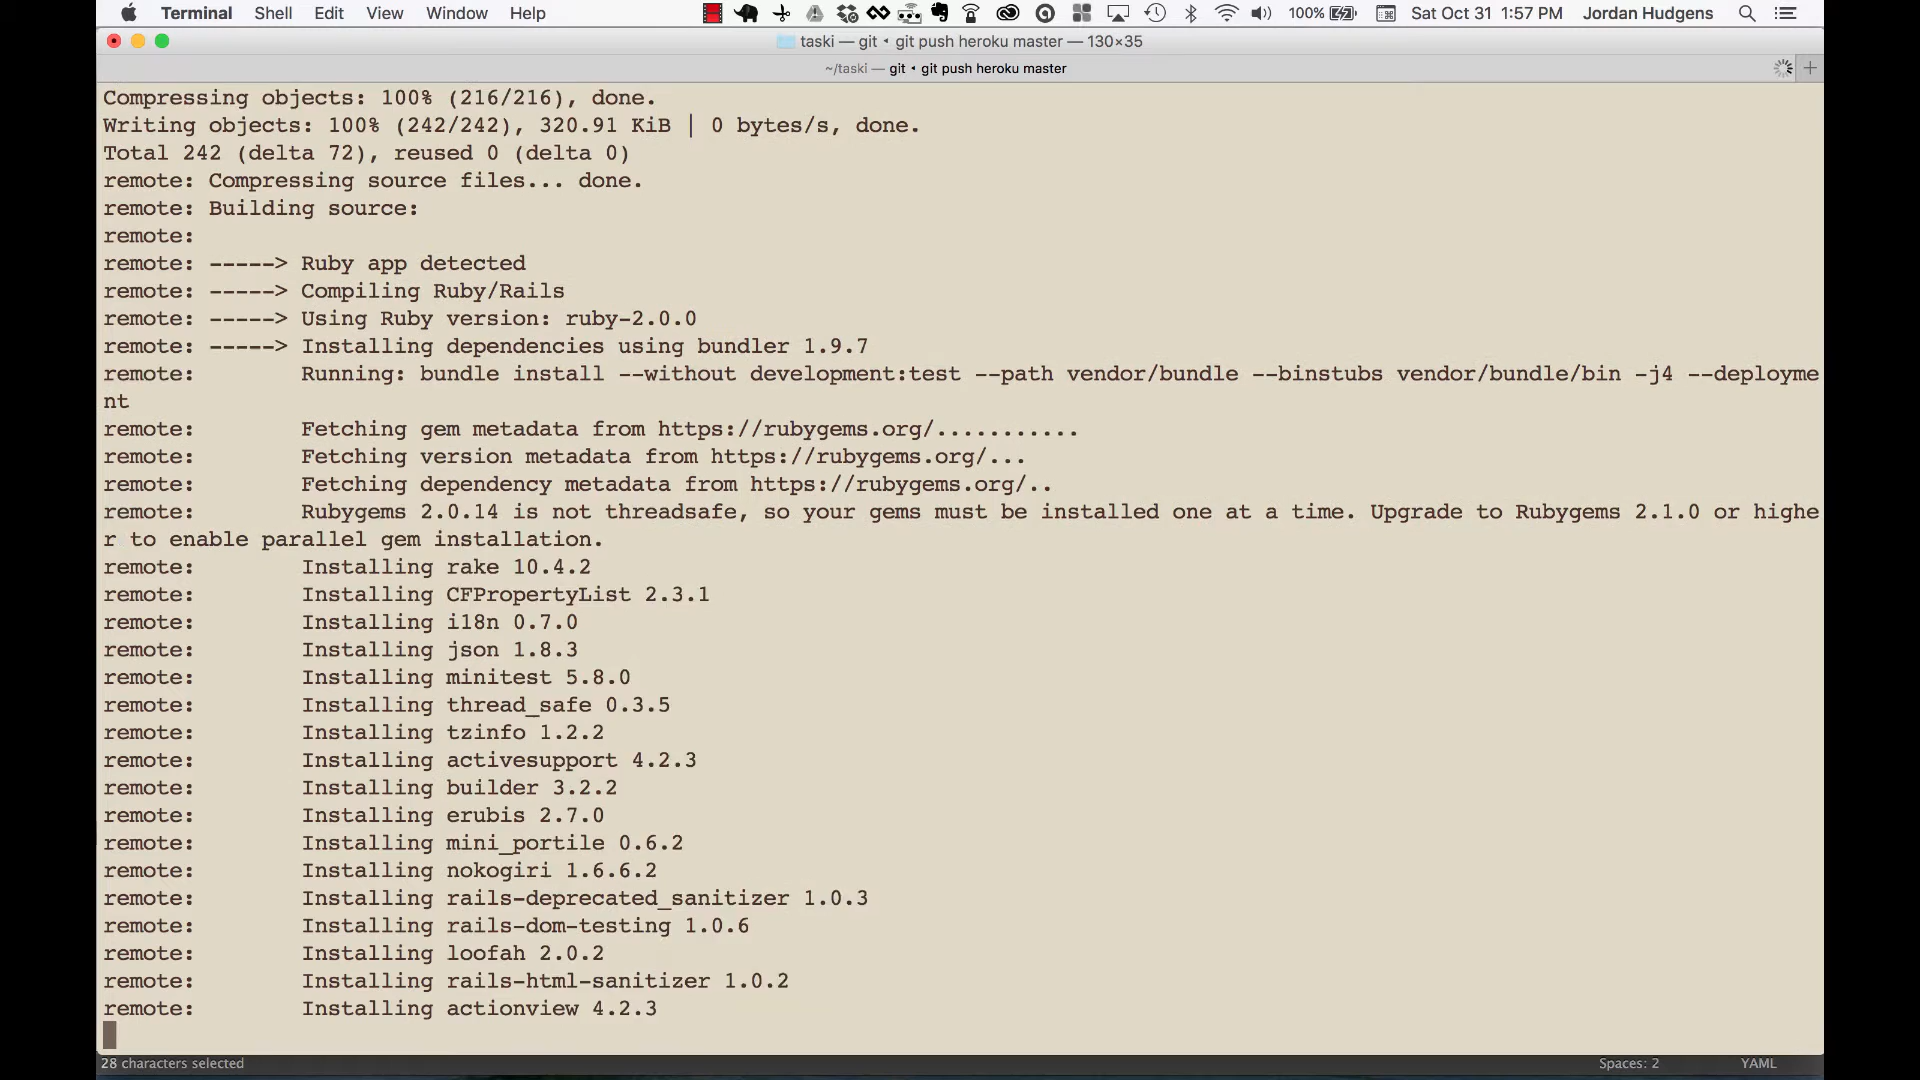 Terminal Shell Edit View Window Help 100% Sat Oct 31 1:57 PM Jordan Hudgens
taski — git • git push heroku master — 130×35
~/taski — git • git push heroku master
Compressing objects: 100% (216/216), done.
Writing objects: 100% (242/242), 320.91 KiB | 0 bytes/s, done.
Total 242 (delta 72), reused 0 (delta 0)
remote: Compressing source files... done.
remote: Building source:
remote:
remote: -----> Ruby app detected
remote: -----> Compiling Ruby/Rails
remote: -----> Using Ruby version: ruby-2.0.0
remote: -----> Installing dependencies using bundler 1.9.7
remote:        Running: bundle install --without development:test --path vendor/bundle --binstubs vendor/bundle/bin -j4 --deployme
nt
remote:        Fetching gem metadata from https://rubygems.org/...........
remote:        Fetching version metadata from https://rubygems.org/...
remote:        Fetching dependency metadata from https://rubygems.org/..
remote:        Rubygems 2.0.14 is not threadsafe, so your gems must be installed one at a time. Upgrade to Rubygems 2.1.0 or highe
r to enable parallel gem installation.
remote:        Installing rake 10.4.2
remote:        Installing CFPropertyList 2.3.1
remote:        Installing i18n 0.7.0
remote:        Installing json 1.8.3
remote:        Installing minitest 5.8.0
remote:        Installing thread_safe 0.3.5
remote:        Installing tzinfo 1.2.2
remote:        Installing activesupport 4.2.3
remote:        Installing builder 3.2.2
remote:        Installing erubis 2.7.0
remote:        Installing mini_portile 0.6.2
remote:        Installing nokogiri 1.6.6.2
remote:        Installing rails-deprecated_sanitizer 1.0.3
remote:        Installing rails-dom-testing 1.0.6
remote:        Installing loofah 2.0.2
remote:        Installing rails-html-sanitizer 1.0.2
remote:        Installing actionview 4.2.3
28 characters selected Spaces: 2 YAML